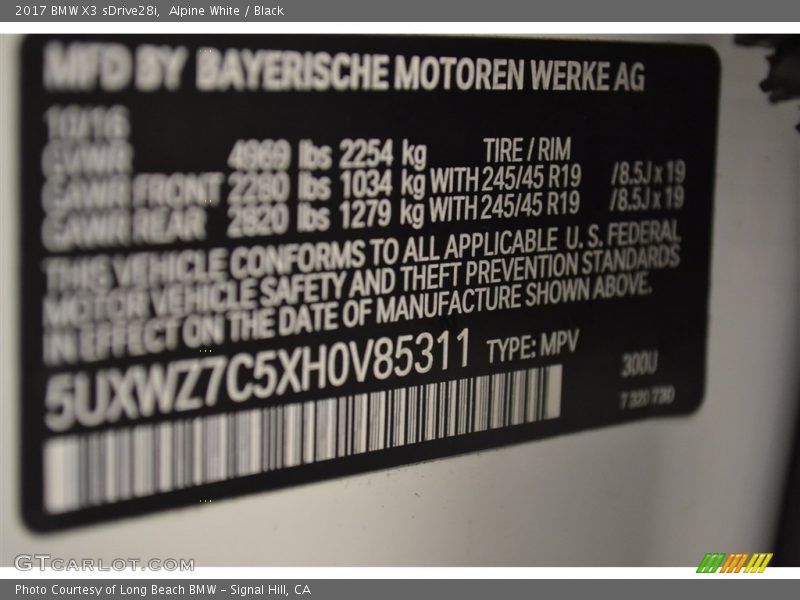 2017 BMW X3 sDrive28i, Alpine White / Black
MFD BY BAYERISCHE MOTOREN WERKE AG
10/16
GVWR 4969 lbs 2254 kg TIRE / RIM
GAWR FRONT 2280 lbs 1034 kg WITH 245/45 R19 /8.5J x 19
GAWR REAR 2820 lbs 1279 kg WITH 245/45 R19 /8.5J x 19
THIS VEHICLE CONFORMS TO ALL APPLICABLE U.S. FEDERAL
MOTOR VEHICLE SAFETY AND THEFT PREVENTION STANDARDS
IN EFFECT ON THE DATE OF MANUFACTURE SHOWN ABOVE.
5UXWZ7C5XH0V85311 TYPE: MPV
300U
7 320 730
GTCARLOT.COM
Photo Courtesy of Long Beach BMW - Signal Hill, CA